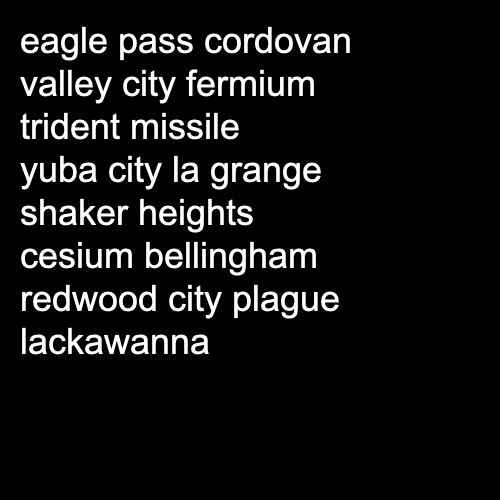 eagle pass cordovan
valley city fermium
trident missile
yuba city la grange
shaker heights
cesium bellingham
redwood city plague
lackawanna